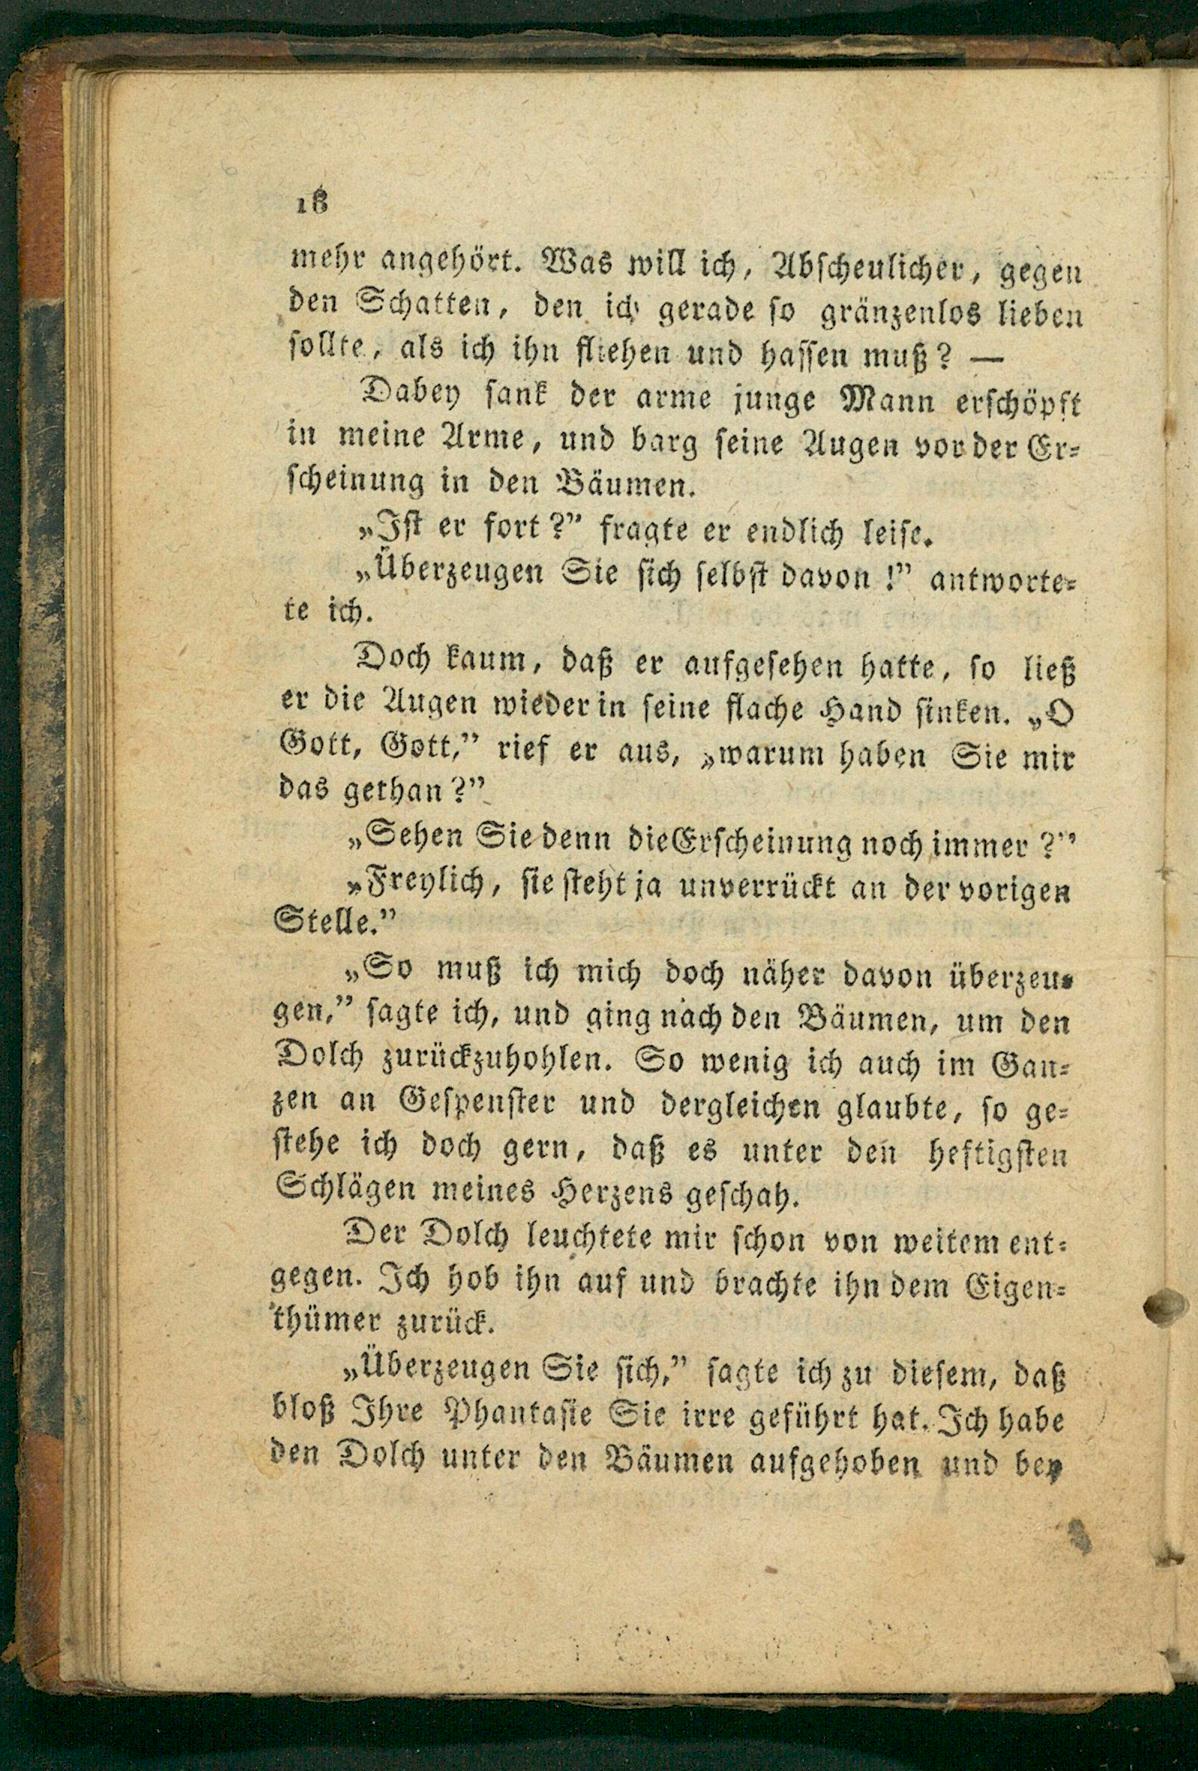 18
mehr angehört. Was will ich, Abscheulicher, gegen
den Schatten, den ich gerade so gränzenlos lieben
sollte, als ich ihn fliehen und hassen muß? —
Dabey sank der arme junge Mann erschöpft
in meine Arme, und barg seine Augen vor der Er=
scheinung in den Bäumen.
„Ist er fort?” fragte er endlich leise.
„Überzeugen Sie sich selbst davon!” antworte=
te ich.
Doch kaum, daß er aufgesehen hatte, so ließ
er die Augen wieder in seine flache Hand sinken. „O
Gott, Gott,” rief er aus, „warum haben Sie mir
das gethan?”
„Sehen Sie denn die Erscheinung noch immer?”
„Freylich, sie steht ja unverrückt an der vorigen
Stelle.”
„So muß ich mich doch näher davon überzeu=
gen,” sagte ich, und ging nach den Bäumen, um den
Dolch zurückzuhohlen. So wenig ich auch im Gan=
zen an Gespenster und dergleichen glaubte, so ge=
stehe ich doch gern, daß es unter den heftigsten
Schlägen meines Herzens geschah.
Der Dolch leuchtete mir schon von weitem ent=
gegen. Ich hob ihn auf und brachte ihn dem Eigen=
thümer zurück.
„Überzeugen Sie sich,” sagte ich zu diesem, daß
bloß Ihre Phantasie Sie irre geführt hat. Ich habe
den Dolch unter den Bäumen aufgehoben und bey